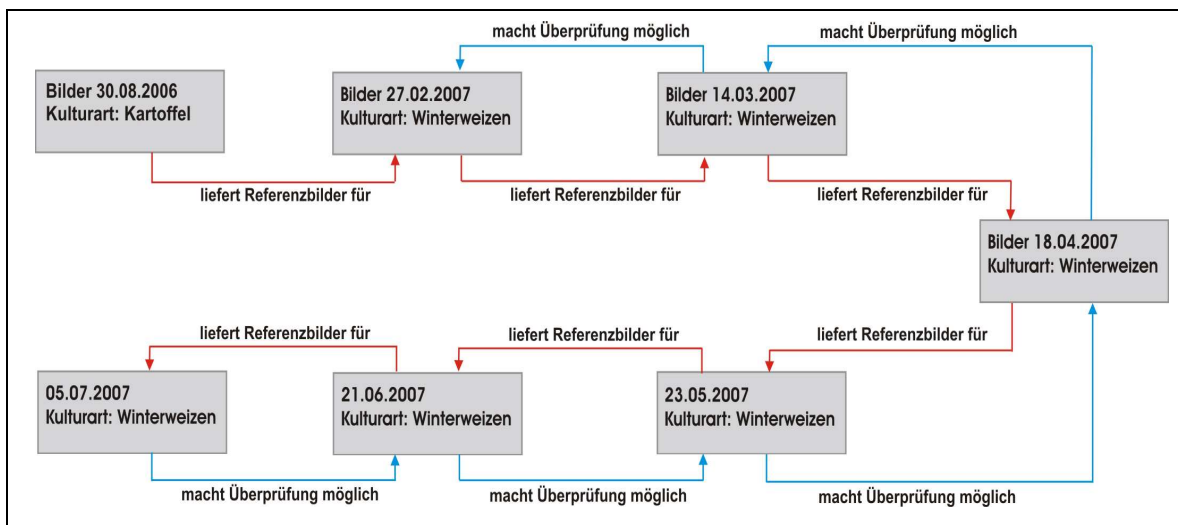 macht Überprüfung möglich
macht Überprüfung möglich
Bilder 30.08.2006
Kulturart: Kartoffel
Bilder 27.02.2007
Kulturart: Winterweizen
Bilder 14.03.2007
Kulturart: Winterweizen
liefert Referenzbilder für
liefert Referenzbilder für
liefert Referenzbilder für
Bilder 18.04.2007
Kulturart: Winterweizen
liefert Referenzbilder für
liefert Referenzbilder für
liefert Referenzbilder für
05.07.2007
Kulturart: Winterweizen
21.06.2007
Kulturart: Winterweizen
23.05.2007
Kulturart: Winterweizen
macht Überprüfung möglich
macht Überprüfung möglich
macht Überprüfung möglich